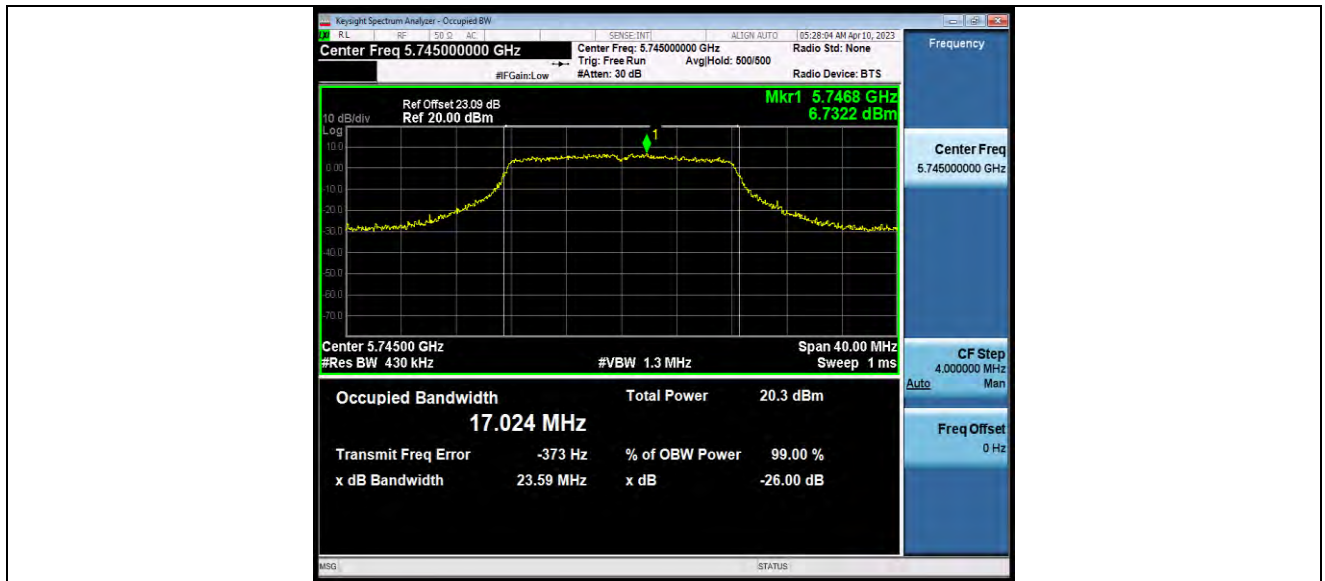 Keysight Spectrum Analyzer - Occupied BW
RL RF 50 Ω AC SENSE:INT ALIGN AUTO 05:28:04 AM Apr 10, 2023
Center Freq 5.745000000 GHz
Center Freq: 5.745000000 GHz Radio Std: None
Trig: Free Run Avg|Hold: 500/500
#IFGain:Low #Atten: 30 dB Radio Device: BTS
Frequency
Mkr1 5.7468 GHz
6.7322 dBm
Ref Offset 23.09 dB
10 dB/div Ref 20.00 dBm
Log
1
10.0
0.00
-10.0
-20.0
-30.0
-40.0
-50.0
-60.0
-70.0
Center Freq
5.745000000 GHz
Center 5.74500 GHz Span 40.00 MHz
#Res BW 430 kHz #VBW 1.3 MHz Sweep 1 ms
CF Step
4.000000 MHz
Auto Man
Occupied Bandwidth Total Power 20.3 dBm
17.024 MHz
Freq Offset
0 Hz
Transmit Freq Error -373 Hz % of OBW Power 99.00 %
x dB Bandwidth 23.59 MHz x dB -26.00 dB
MSG STATUS